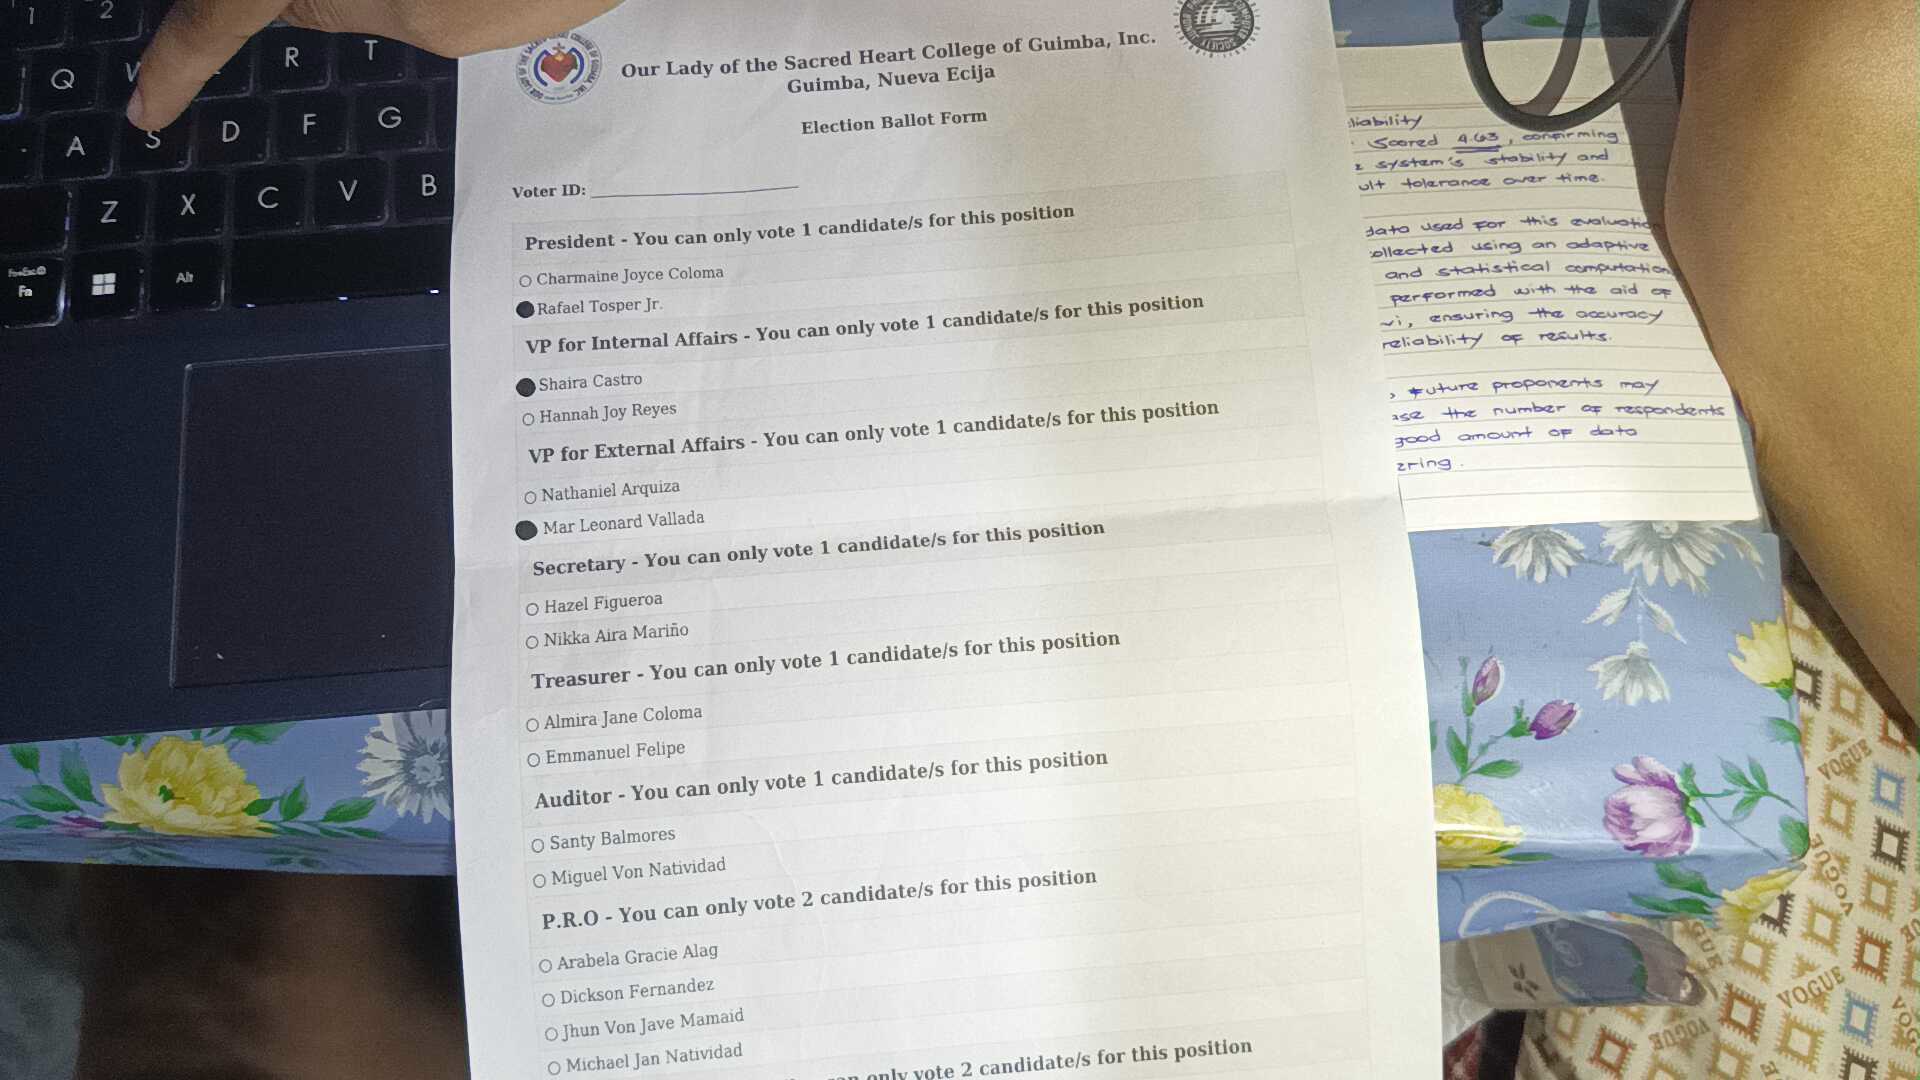 Our Lady of the Sacred Heart College of Guimba, Inc.
Guimba, Nueva Ecija
Election Ballot Form
Voter ID:
President - You can only vote 1 candidate/s for this position
Charmaine Joyce Coloma
Rafael Tosper Jr.
VP for Internal Affairs - You can only vote 1 candidate/s for this position
Shaira Castro
Hannah Joy Reyes
VP for External Affairs - You can only vote 1 candidate/s for this position
Nathaniel Arquiza
Mar Leonard Vallada
Secretary - You can only vote 1 candidate/s for this position
Hazel Figueroa
Nikka Aira Mariño
Treasurer - You can only vote 1 candidate/s for this position
Almira Jane Coloma
Emmanuel Felipe
Auditor - You can only vote 1 candidate/s for this position
Santy Balmores
Miguel Von Natividad
P.R.O - You can only vote 2 candidate/s for this position
Arabela Gracie Alag
Dickson Fernandez
Jhun Von Jave Mamaid
Michael Jan Natividad
only vote 2 candidate/s for this position
liability
Scored 4.63, confirming
system's stability and
ult tolerance over time.
data used for this evaluatio
ollected using an adaptive
and statistical computation
performed with the aid of
vi, ensuring the accuracy
reliability of results.
, future proponents may
ase the number of respondents
good amount of data
ering.
1 2
Q W R T
A S D F G
Z X C V B
Fn+Esc
Fn Alt
VOGUE
VOGUE
VOGUE
VOGUE
VOGUE